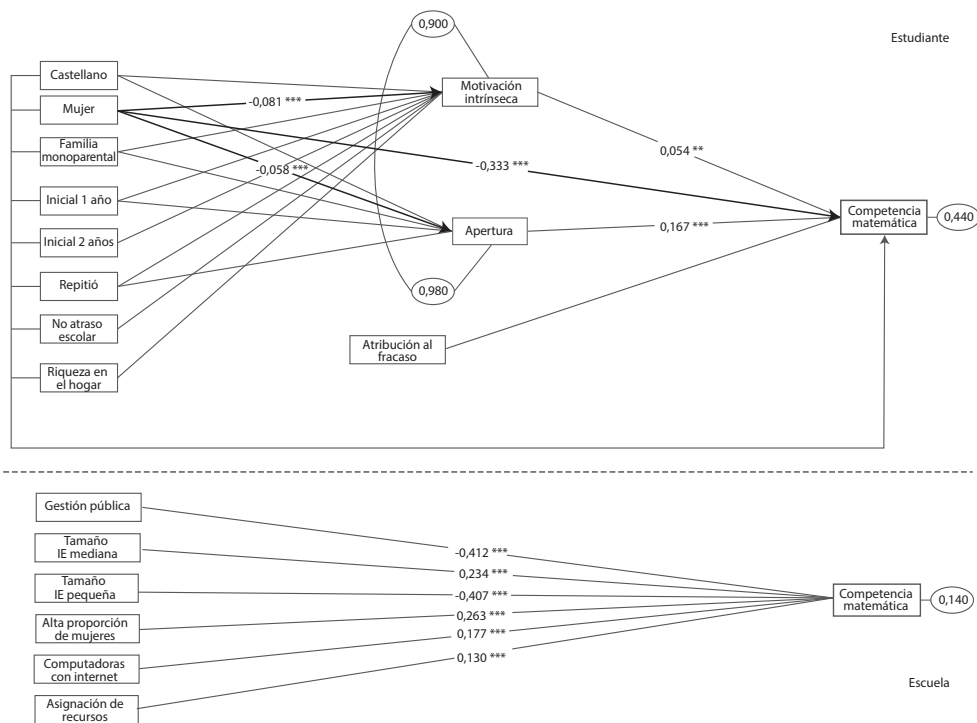 0,900
Estudiante
Castellano
Motivación
intrínseca
-0,081 ***
Mujer
Familia
monoparental
0,054 **
-0,058 ***
-0,333 ***
Inicial 1 año
Competencia
matemática
0,440
Apertura
0,167 ***
Inicial 2 años
Repitió
0,980
No atraso
escolar
Atribución al
fracaso
Riqueza en
el hogar
Gestión pública
Tamaño
IE mediana
-0,412 ***
0,234 ***
Tamaño
IE pequeña
-0,407 ***
Competencia
matemática
0,140
0,263 ***
Alta proporción
de mujeres
0,177 ***
0,130 ***
Computadoras
con internet
Escuela
Asignación de
recursos